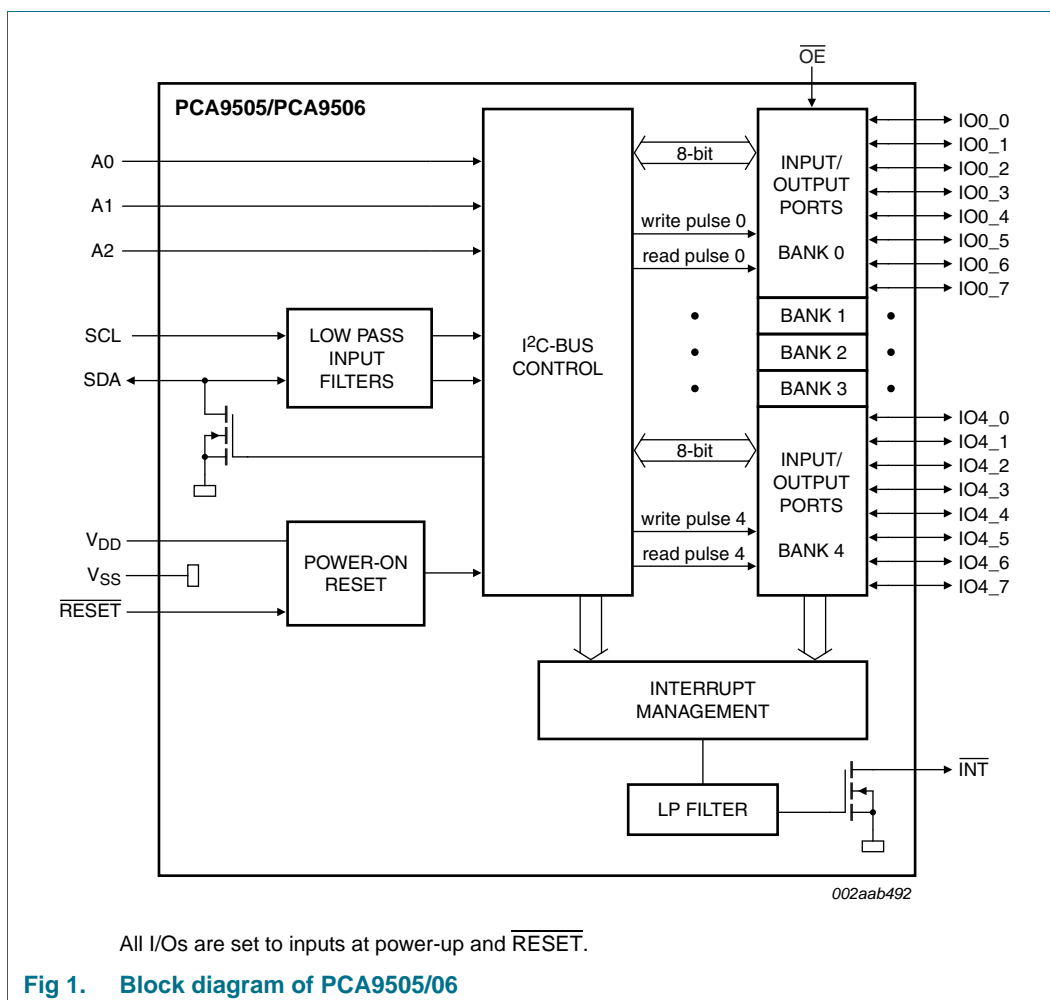 OE
PCA9505/PCA9506
A0
A1
A2
SCL
SDA
LOW PASS
INPUT
FILTERS
VDD
VSS
RESET
POWER-ON
RESET
I2C-BUS
CONTROL
8-bit
write pulse 0
read pulse 0
8-bit
write pulse 4
read pulse 4
INPUT/
OUTPUT
PORTS
BANK 0
BANK 1
BANK 2
BANK 3
INPUT/
OUTPUT
PORTS
BANK 4
IO0_0
IO0_1
IO0_2
IO0_3
IO0_4
IO0_5
IO0_6
IO0_7
IO4_0
IO4_1
IO4_2
IO4_3
IO4_4
IO4_5
IO4_6
IO4_7
INTERRUPT
MANAGEMENT
LP FILTER
INT
002aab492
All I/Os are set to inputs at power-up and RESET.
Fig 1. Block diagram of PCA9505/06